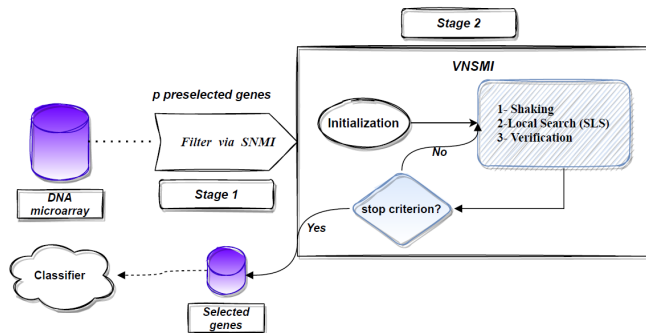 Stage 2
VNSMI
p preselected genes
Initialization
1- Shaking
2-Local Search (SLS)
3- Verification
Filter via SNMI
No
Stage 1
DNA
microarray
stop criterion?
Yes
Classifier
Selected
genes